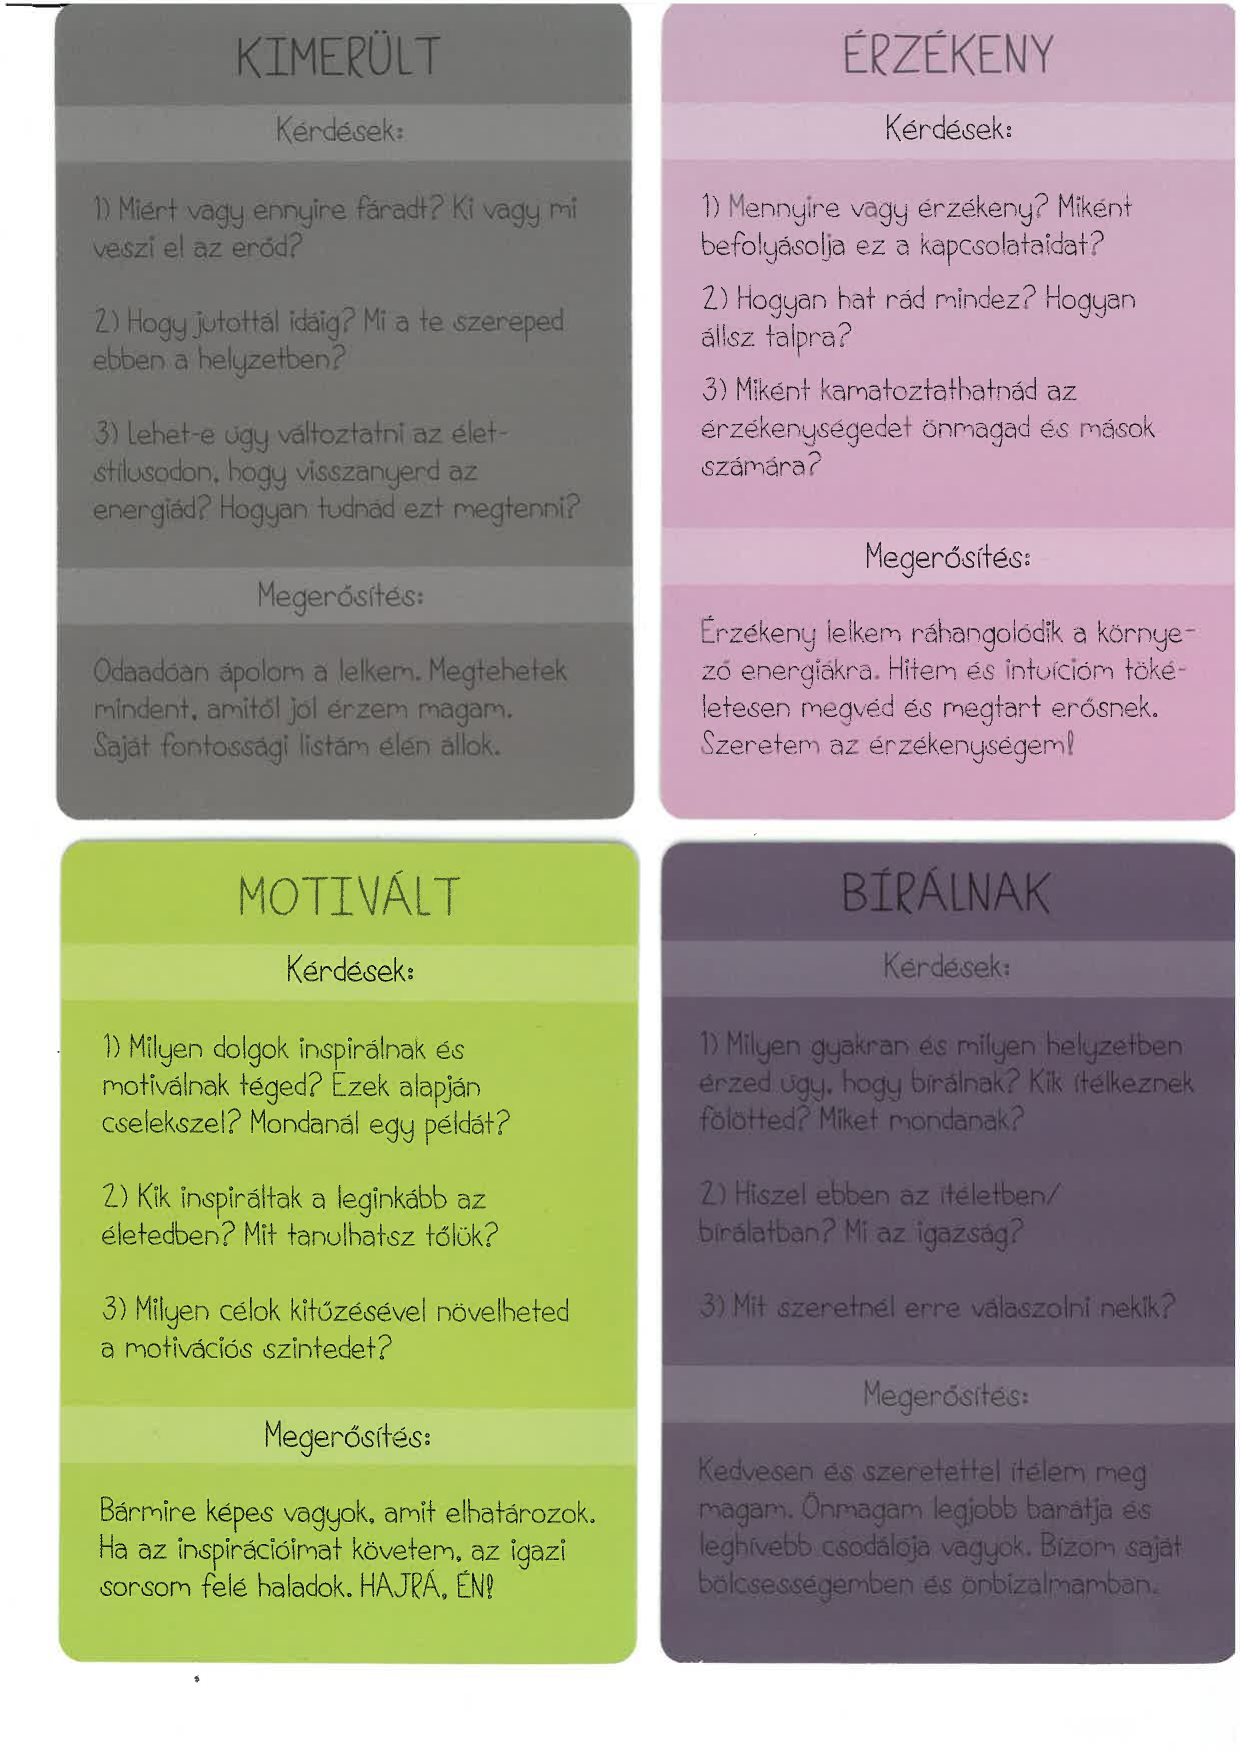 KIMERÜLT
Kérdések:
1) Miért vagy ennyire fáradt? Ki vagy mi
veszi el az erőd?
2) Hogy jutottál idáig? Mi a te szereped
ebben a helyzetben?
3) Lehet-e úgy változtatni az élet-
stílusodon, hogy visszanyerd az
energiád? Hogyan tudnád ezt megtenni?
Megerősítés:
Odaadóan ápolom a lelkem. Megtehetek
mindent, amitől jól érzem magam.
Saját fontossági listám élén állok.
ÉRZÉKENY
Kérdések:
1) Mennyire vagy érzékeny? Miként
befolyásolja ez a kapcsolataidat?
2) Hogyan hat rád mindez? Hogyan
állsz talpra?
3) Miként kamatoztathatnád az
érzékenységedet önmagad és mások
számára?
Megerősítés:
Érzékeny lelkem ráhangolódik a környe-
ző energiákra. Hitem és intuícióm töké-
letesen megvéd és megtart erősnek.
Szeretem az érzékenységem!
MOTIVÁLT
Kérdések:
1) Milyen dolgok inspirálnak és
motiválnak téged? Ezek alapján
cselekszel? Mondanál egy példát?
2) Kik inspiráltak a leginkább az
életedben? Mit tanulhatsz tőlük?
3) Milyen célok kitűzésével növelheted
a motivációs szintedet?
Megerősítés:
Bármire képes vagyok, amit elhatározok.
Ha az inspirációimat követem, az igazi
sorsom felé haladok. HAJRÁ, ÉN!
BÍRÁLNAK
Kérdések:
1) Milyen gyakran és milyen helyzetben
érzed úgy, hogy bírálnak? Kik ítélkeznek
fölötted? Miket mondanak?
2) Hiszel ebben az ítéletben/
bírálatban? Mi az igazság?
3) Mit szeretnél erre válaszolni nekik?
Megerősítés:
Kedvesen és szeretettel ítélem meg
magam. Önmagam legjobb barátja és
leghívebb csodálója vagyok. Bízom saját
bölcsességemben és önbizalmamban.